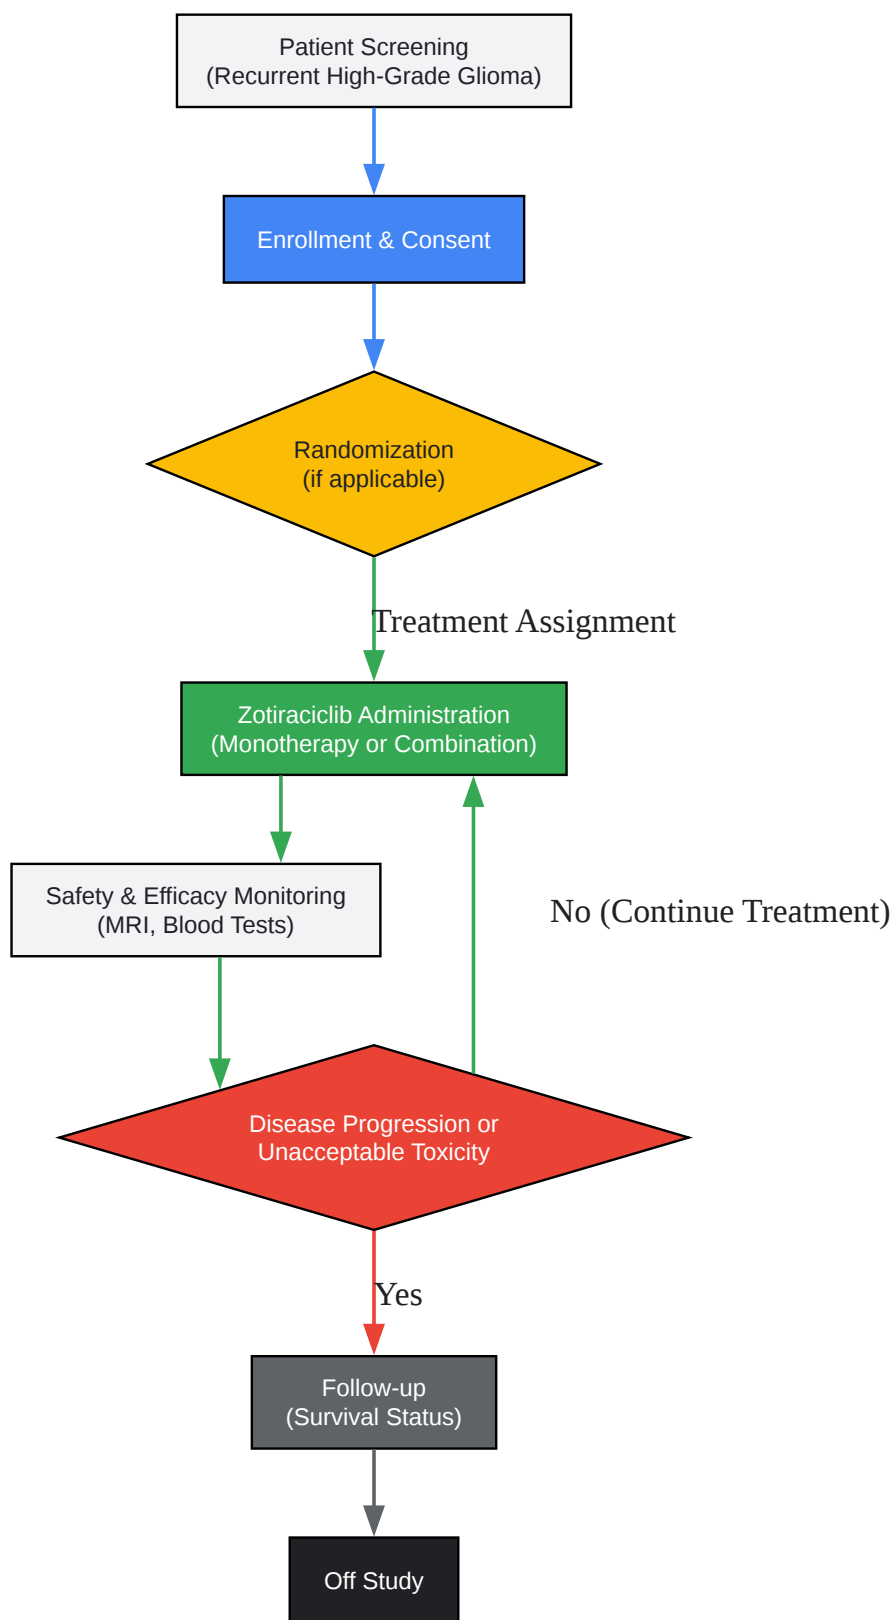 Patient Screening
(Recurrent High-Grade Glioma)
Enrollment & Consent
Randomization
(if applicable)
Treatment Assignment
Zotiraciclib Administration
(Monotherapy or Combination)
Safety & Efficacy Monitoring
(MRI, Blood Tests)
No (Continue Treatment)
Disease Progression or
Unacceptable Toxicity
Yes
Follow-up
(Survival Status)
Off Study